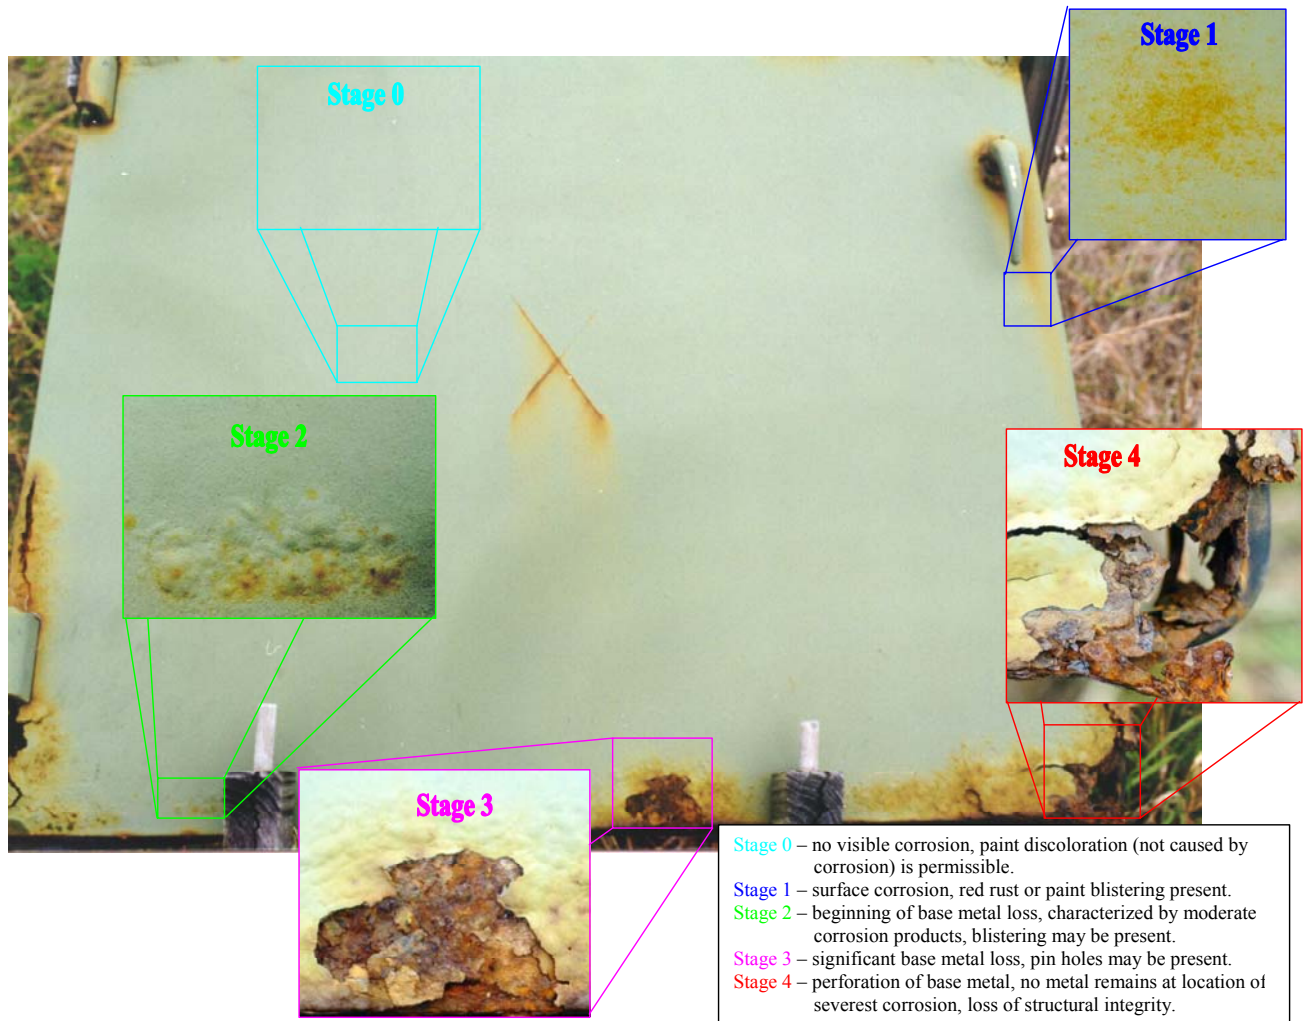 Stage 1
Stage 0
Stage 2
Stage 4
Stage 3
Stage 0 – no visible corrosion, paint discoloration (not caused by
corrosion) is permissible.
Stage 1 – surface corrosion, red rust or paint blistering present.
Stage 2 – beginning of base metal loss, characterized by moderate
corrosion products, blistering may be present.
Stage 3 – significant base metal loss, pin holes may be present.
Stage 4 – perforation of base metal, no metal remains at location of
severest corrosion, loss of structural integrity.